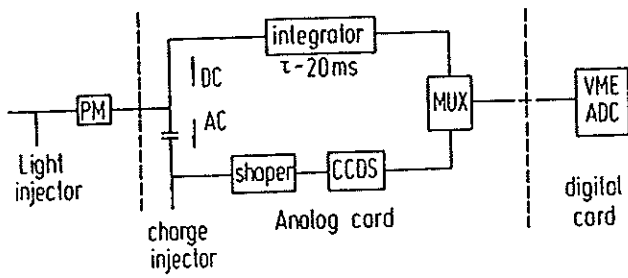 integrator
τ~20ms
DC
AC
PM
MUX
VME
ADC
Light
injector
shaper
CCDS
Analog card
charge
injector
digital
card